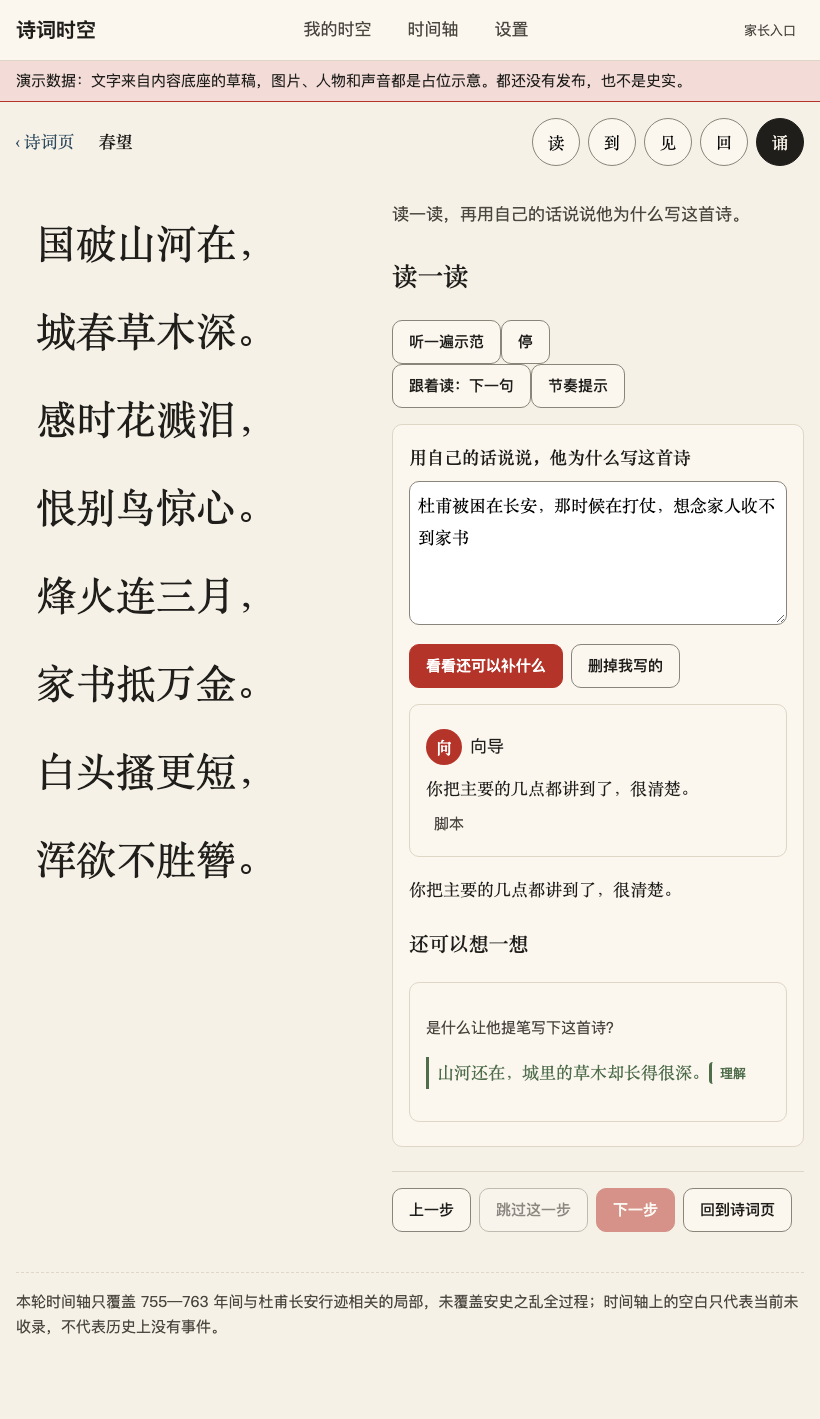 诗词时空
我的时空 时间轴 设置
家长入口
演示数据：文字来自内容底座的草稿，图片、人物和声音都是占位示意。都还没有发布，也不是史实。
‹ 诗词页 春望
读 到 见 回 诵
国破山河在，
城春草木深。
感时花溅泪，
恨别鸟惊心。
烽火连三月，
家书抵万金。
白头搔更短，
浑欲不胜簪。
读一读，再用自己的话说说他为什么写这首诗。
读一读
听一遍示范 停
跟着读：下一句 节奏提示
用自己的话说说，他为什么写这首诗
杜甫被困在长安，那时候在打仗，想念家人收不
到家书
看看还可以补什么 删掉我写的
向 向导
你把主要的几点都讲到了，很清楚。
脚本
你把主要的几点都讲到了，很清楚。
还可以想一想
是什么让他提笔写下这首诗?
山河还在，城里的草木却长得很深。 理解
上一步 跳过这一步 下一步 回到诗词页
本轮时间轴只覆盖 755—763 年间与杜甫长安行迹相关的局部，未覆盖安史之乱全过程；时间轴上的空白只代表当前未
收录，不代表历史上没有事件。